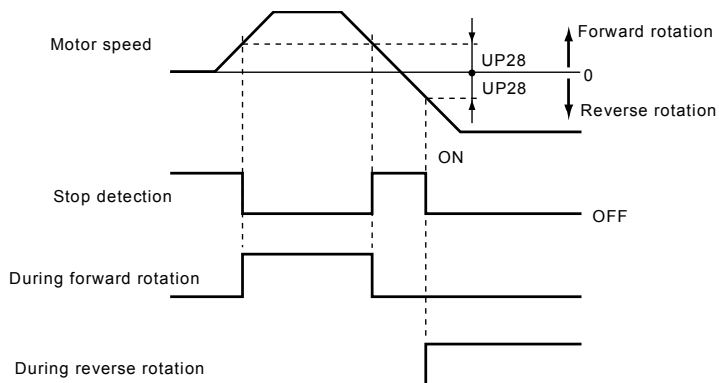 Forward rotation
Motor speed
UP28
0
UP28
Reverse rotation
ON
Stop detection
OFF
During forward rotation
During reverse rotation